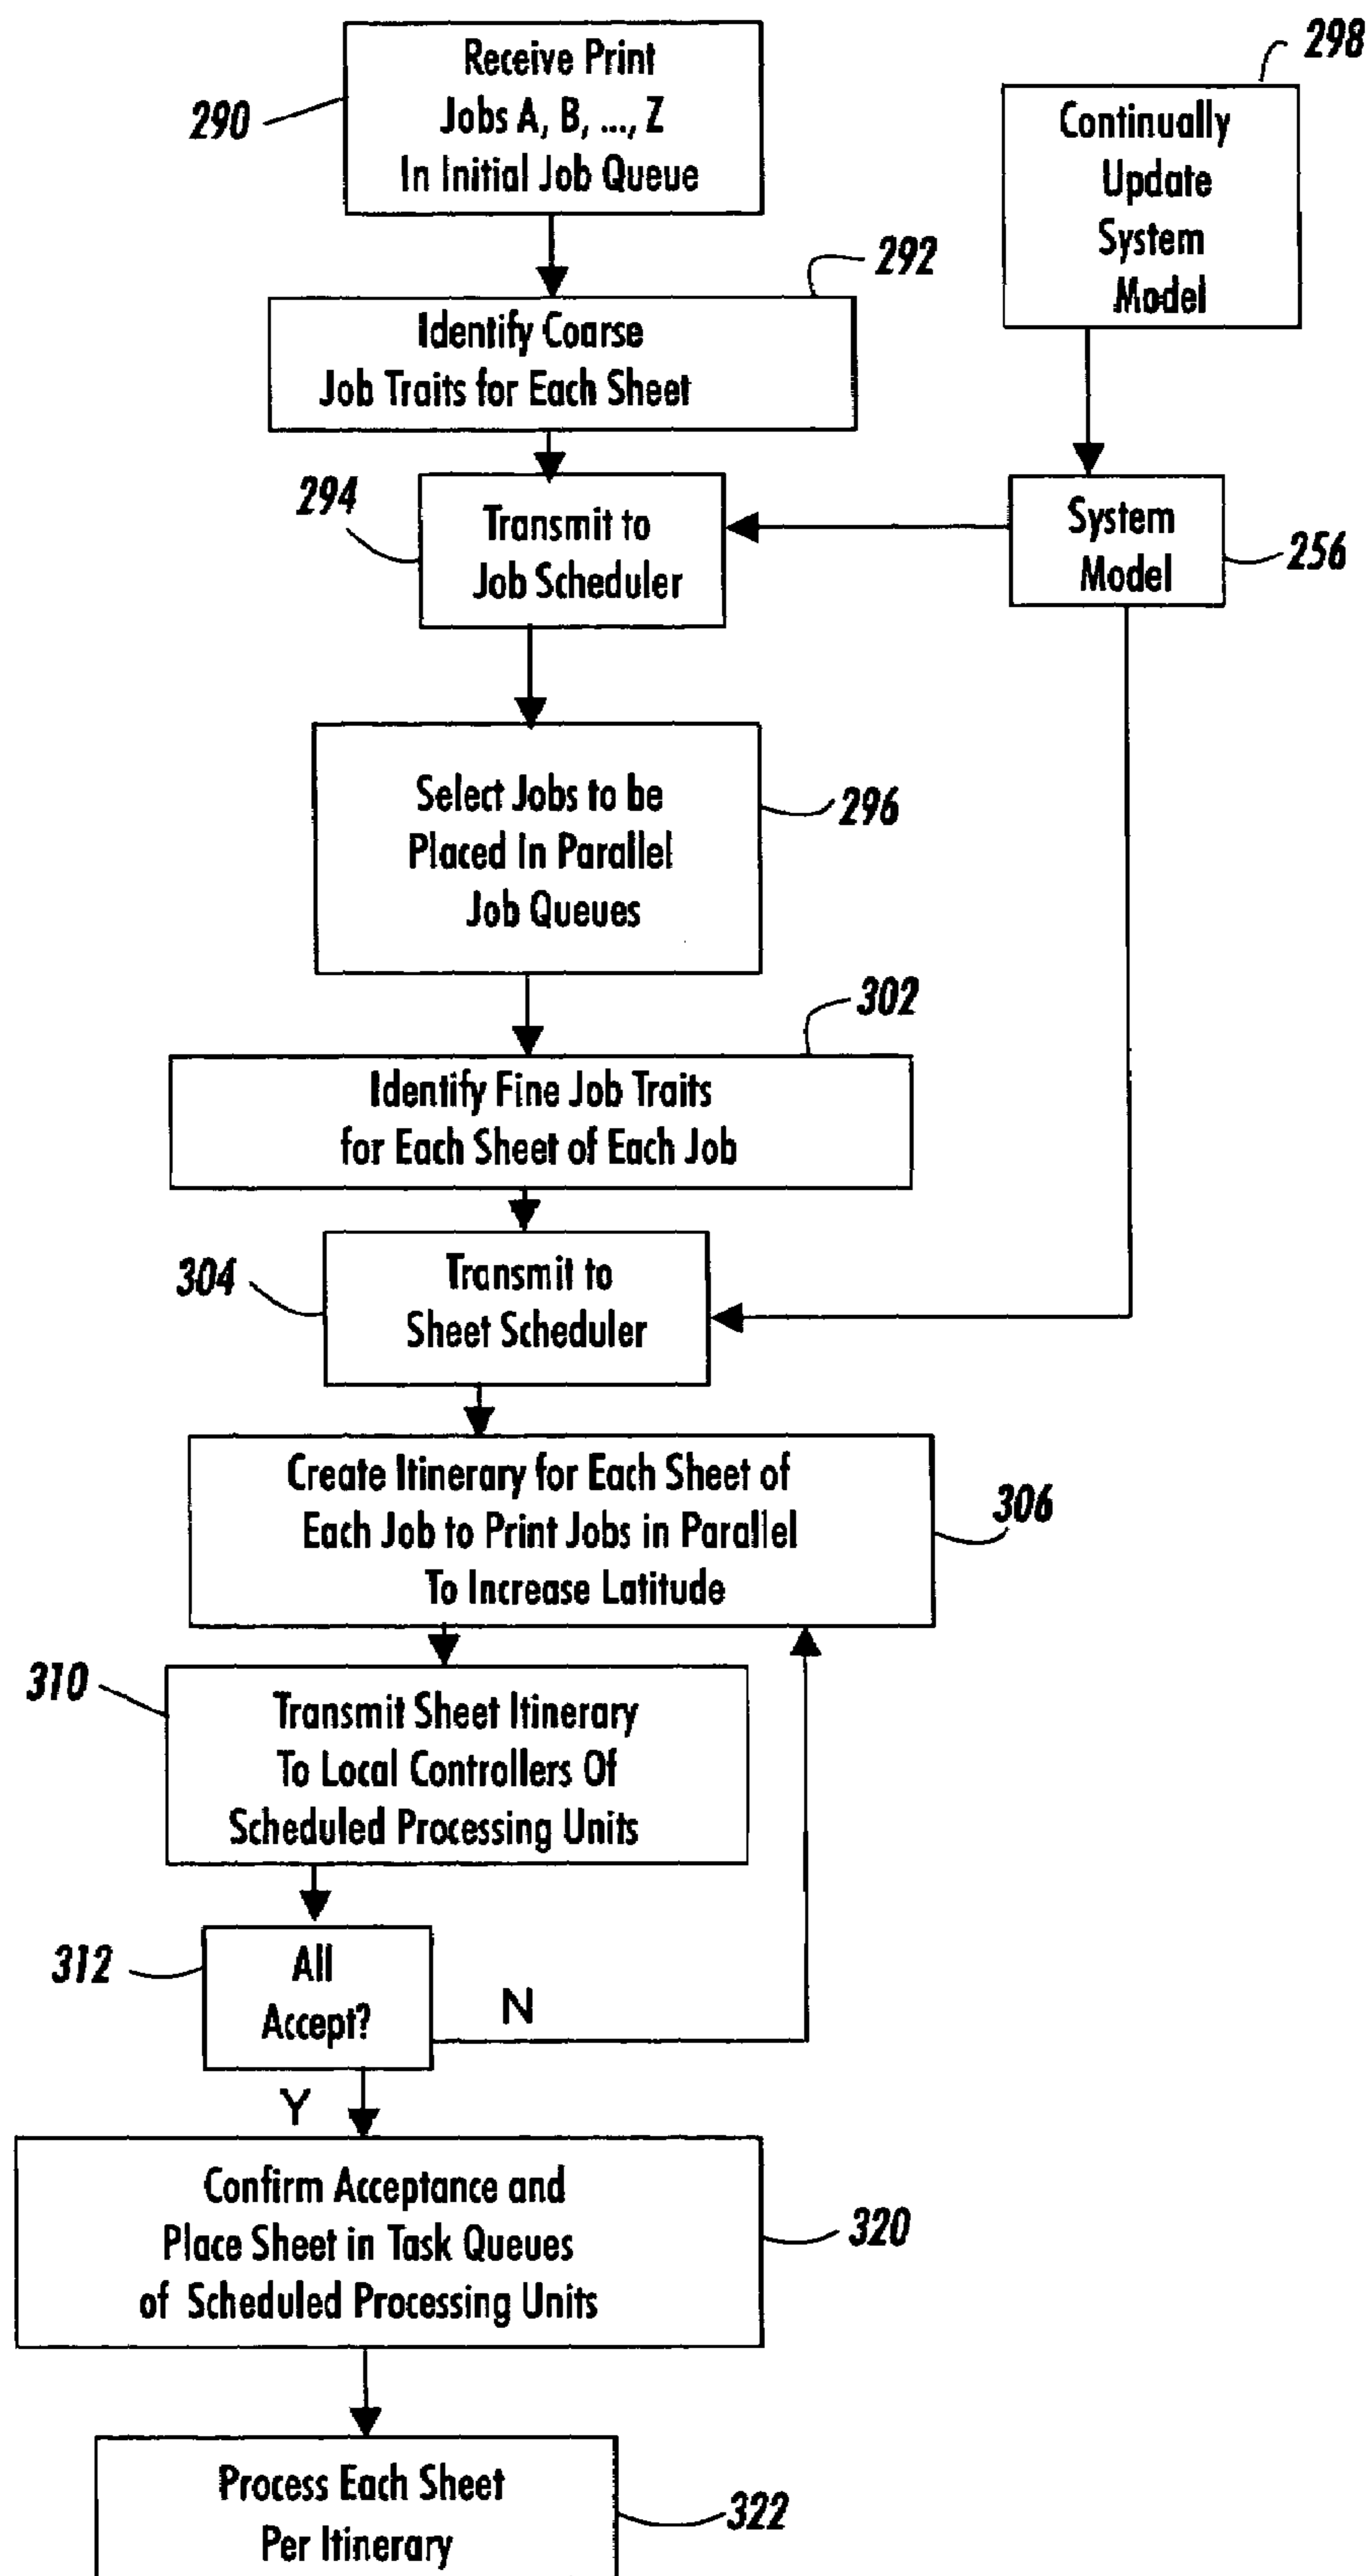 298
Receive Print
Jobs A, B, ..., Z
In Initial Job Queue
290
Continually
Update
System
Model
292
Identify Coarse
Job Traits for Each Sheet
294
Transmit to
Job Scheduler
System
Model
256
Select Jobs to be
Placed In Parallel
Job Queues
296
302
Identify Fine Job Traits
for Each Sheet of Each Job
304
Transmit to
Sheet Scheduler
Create Itinerary for Each Sheet of
Each Job to Print Jobs in Parallel
To Increase Latitude
306
310
Transmit Sheet Itinerary
To Local Controllers Of
Scheduled Processing Units
312
All
Accept?
N
Y
Confirm Acceptance and
Place Sheet in Task Queues
of Scheduled Processing Units
320
Process Each Sheet
Per Itinerary
322